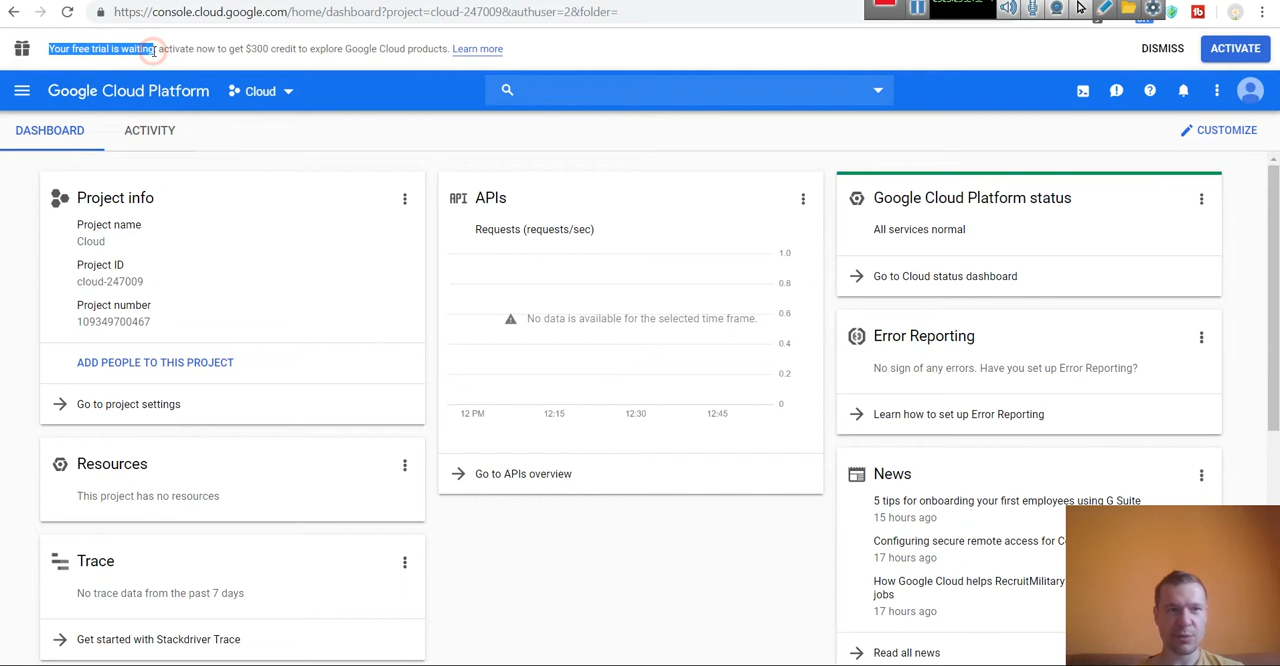 https://console.cloud.google.com/home/dashboard?project=cloud-247009&authuser=2&folder=
Your free trial is waiting: activate now to get $300 credit to explore Google Cloud products. Learn more
DISMISS
ACTIVATE
Google Cloud Platform
Cloud
DASHBOARD
ACTIVITY
CUSTOMIZE
Project info
Project name
Cloud
Project ID
cloud-247009
Project number
109349700467
ADD PEOPLE TO THIS PROJECT
Go to project settings
Resources
This project has no resources
Trace
No trace data from the past 7 days
Get started with Stackdriver Trace
API APIs
Requests (requests/sec)
1.0
0.8
0.6
0.4
0.2
0
No data is available for the selected time frame.
12 PM 12:15 12:30 12:45
Go to APIs overview
Google Cloud Platform status
All services normal
Go to Cloud status dashboard
Error Reporting
No sign of any errors. Have you set up Error Reporting?
Learn how to set up Error Reporting
News
5 tips for onboarding your first employees using G Suite
15 hours ago
Configuring secure remote access for
17 hours ago
How Google Cloud helps RecruitMilitary
jobs
17 hours ago
Read all news